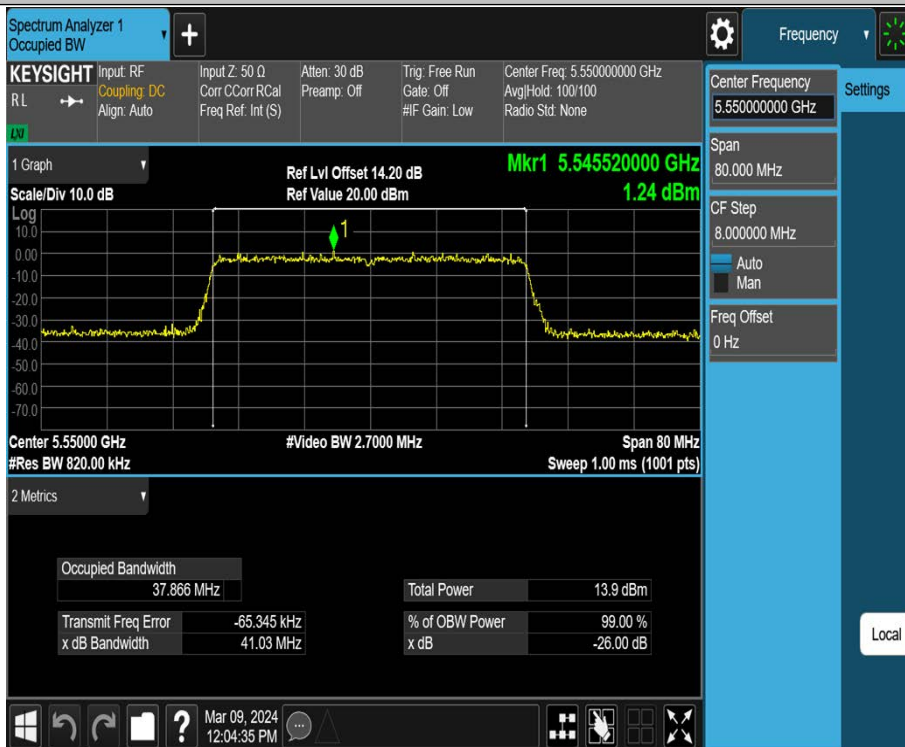 Spectrum Analyzer 1
Occupied BW
+
Frequency
KEYSIGHT
R L
LXI
Input: RF
Coupling: DC
Align: Auto
Input Z: 50 Ω
Corr CCorr RCal
Freq Ref: Int (S)
Atten: 30 dB
Preamp: Off
Trig: Free Run
Gate: Off
#IF Gain: Low
Center Freq: 5.550000000 GHz
Avg|Hold: 100/100
Radio Std: None
Center Frequency
5.550000000 GHz
Settings
Span
80.000 MHz
CF Step
8.000000 MHz
Auto
Man
Freq Offset
0 Hz
Local
1 Graph
Scale/Div 10.0 dB
Ref Lvl Offset 14.20 dB
Ref Value 20.00 dBm
Mkr1 5.545520000 GHz
1.24 dBm
Log
10.0
0.00
-10.0
-20.0
-30.0
-40.0
-50.0
-60.0
-70.0
1
Center 5.55000 GHz
#Video BW 2.7000 MHz
Span 80 MHz
#Res BW 820.00 kHz
Sweep 1.00 ms (1001 pts)
2 Metrics
Occupied Bandwidth
37.866 MHz
Total Power 13.9 dBm
Transmit Freq Error -65.345 kHz
% of OBW Power 99.00 %
x dB Bandwidth 41.03 MHz
x dB -26.00 dB
?
Mar 09, 2024
12:04:35 PM